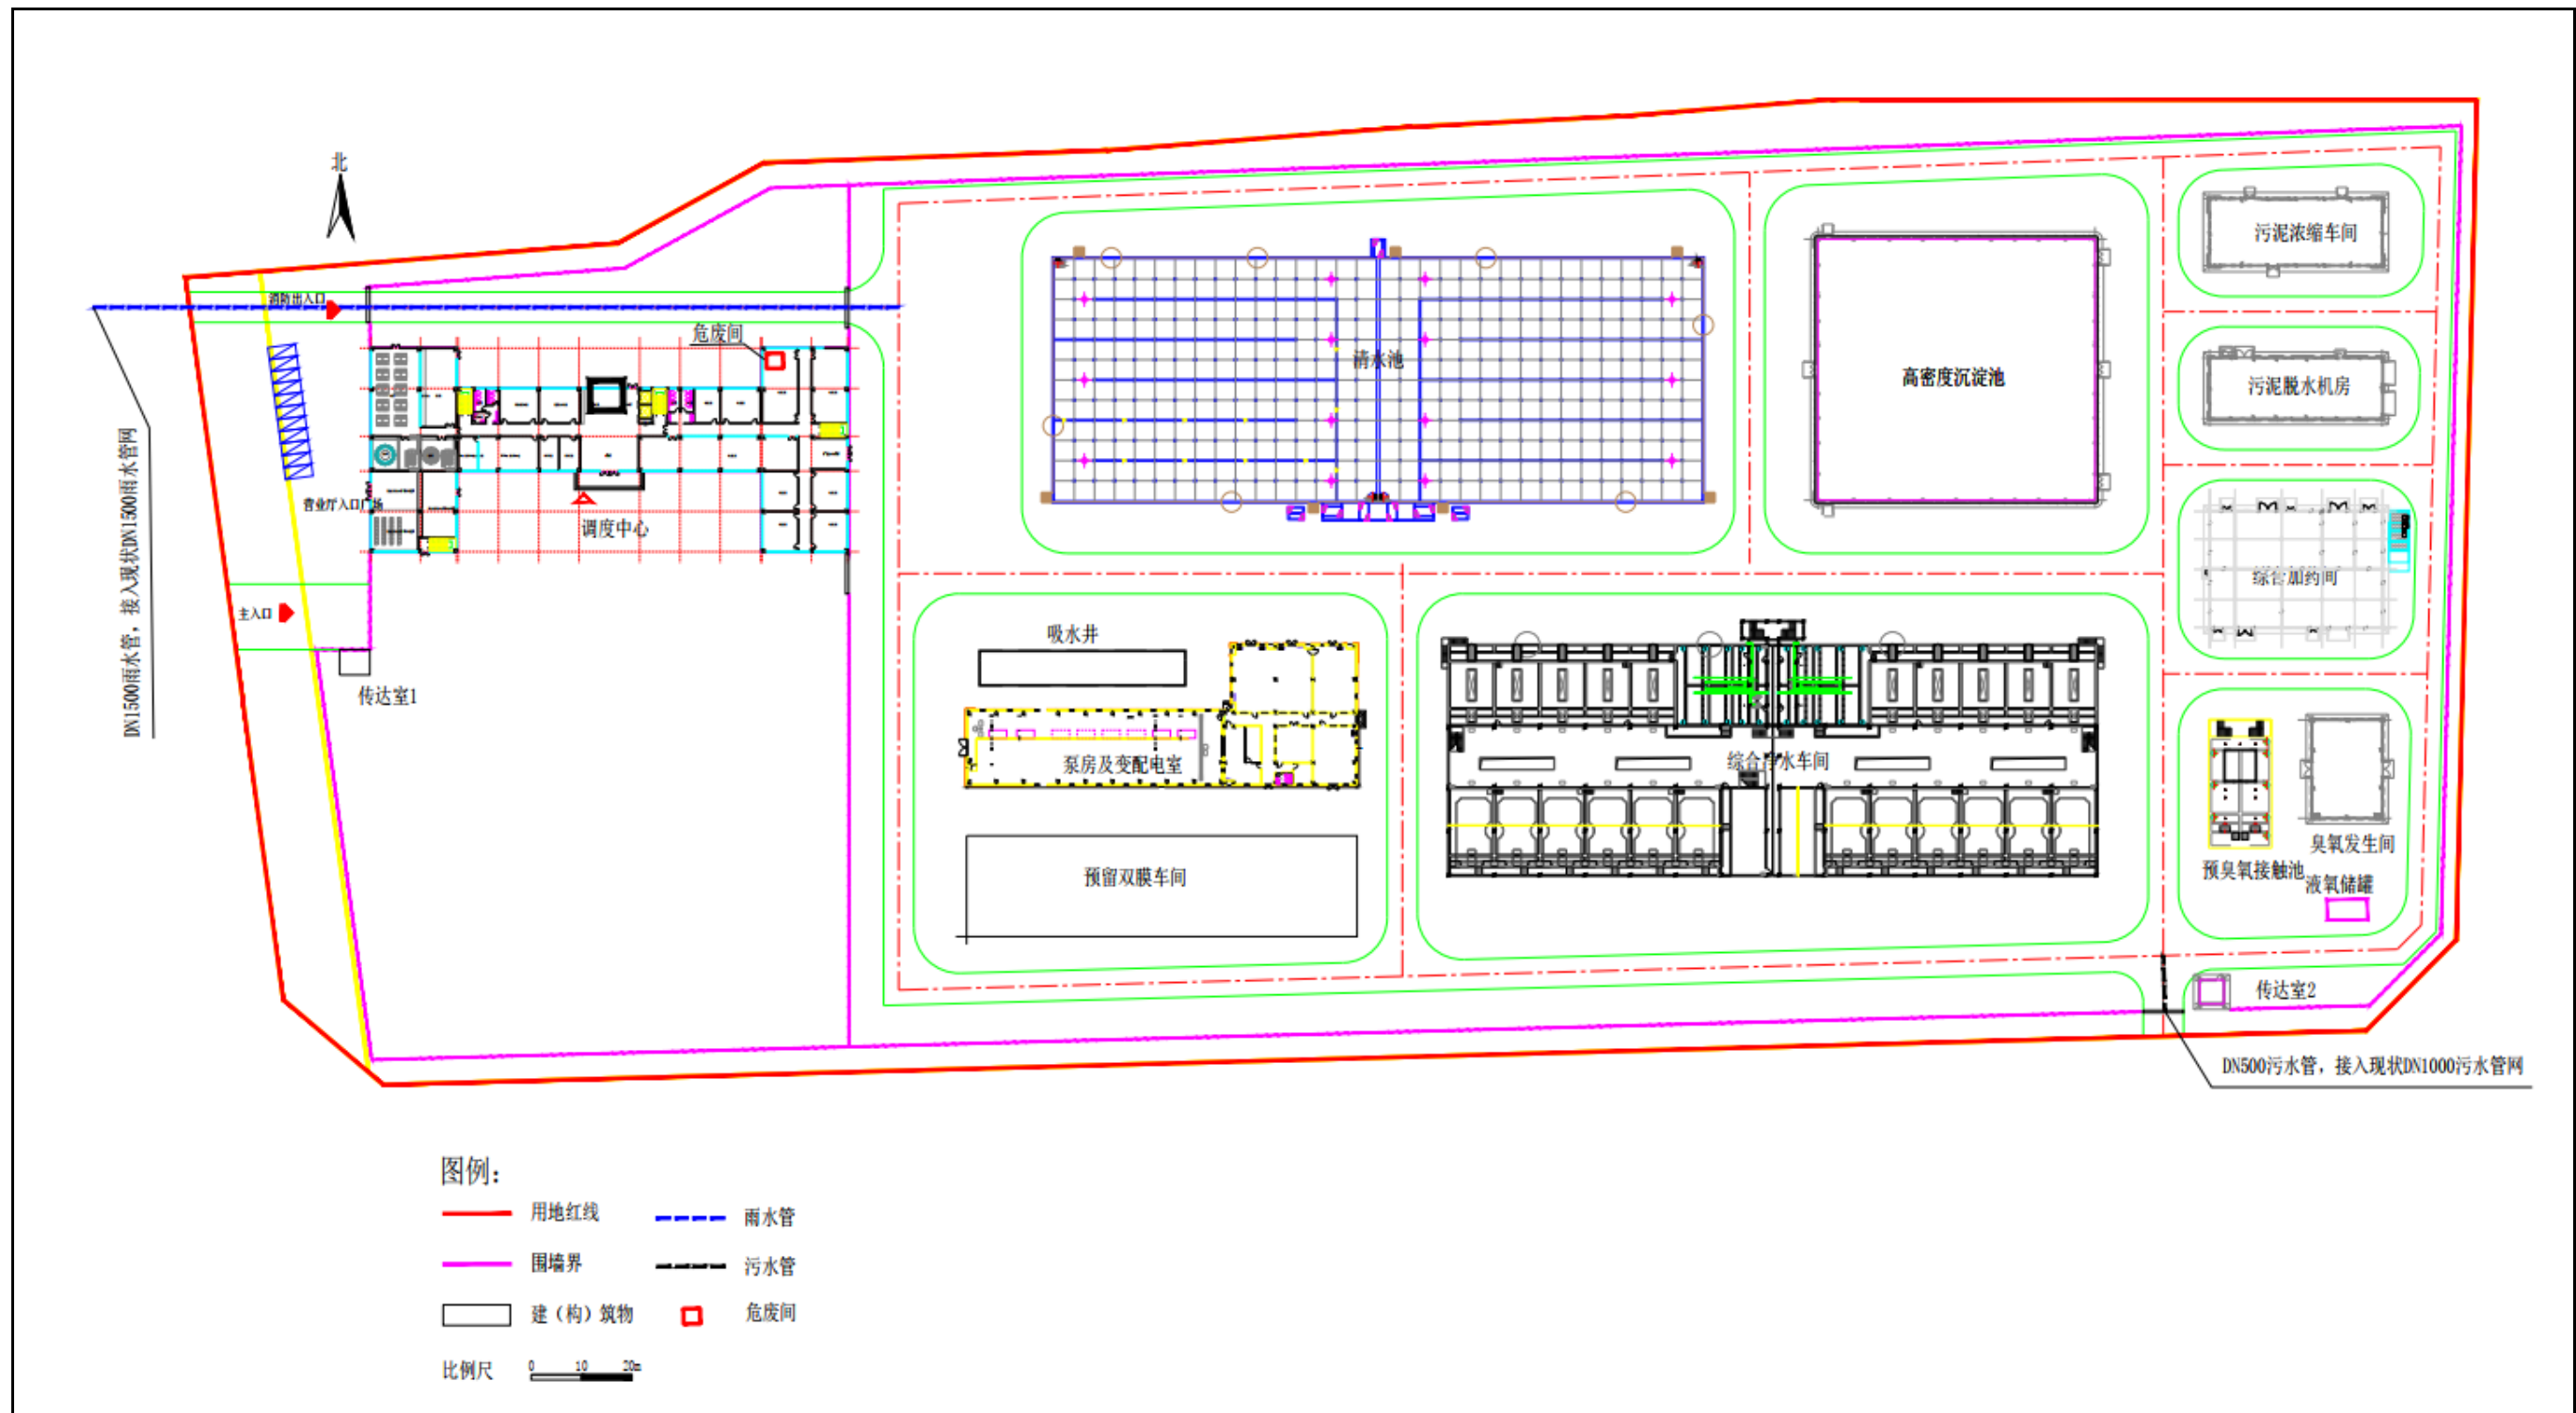 北
消防出入口
危废间
营业厅入口广场
调度中心
主入口
传达室1
DN1500雨水管，接入现状DN1500雨水管网
清水池
高密度沉淀池
污泥浓缩车间
污泥脱水机房
综合加药间
吸水井
泵房及变配电室
预留双膜车间
综合净水车间
臭氧发生间
预臭氧接触池
液氧储罐
传达室2
DN500污水管，接入现状DN1000污水管网
图例：
用地红线
雨水管
围墙界
污水管
建（构）筑物
危废间
比例尺
0 10 20m